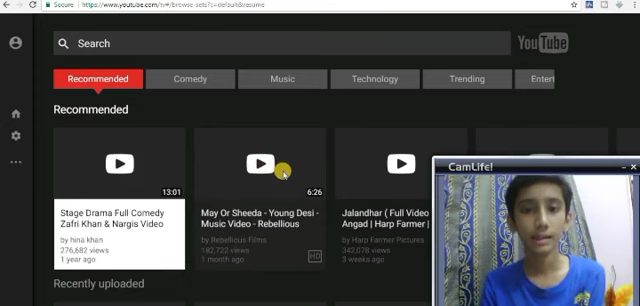 Secure https://www.youtube.com/tv#/browse-sets?c=default&resume
Search
YouTube
Recommended
Comedy
Music
Technology
Trending
Entert
Recommended
13:01
6:26
Stage Drama Full Comedy
Zafri Khan & Nargis Video
by hina khan
276,682 views
1 year ago
May Or Sheeda - Young Desi -
Music Video - Rebellious
by Rebellious Films
182,722 views
1 month ago
HD
Jalandhar ( Full Video
Angad | Harp Farmer |
by Harp Farmer Pictures
342,078 views
3 weeks ago
CamLife!
Recently uploaded